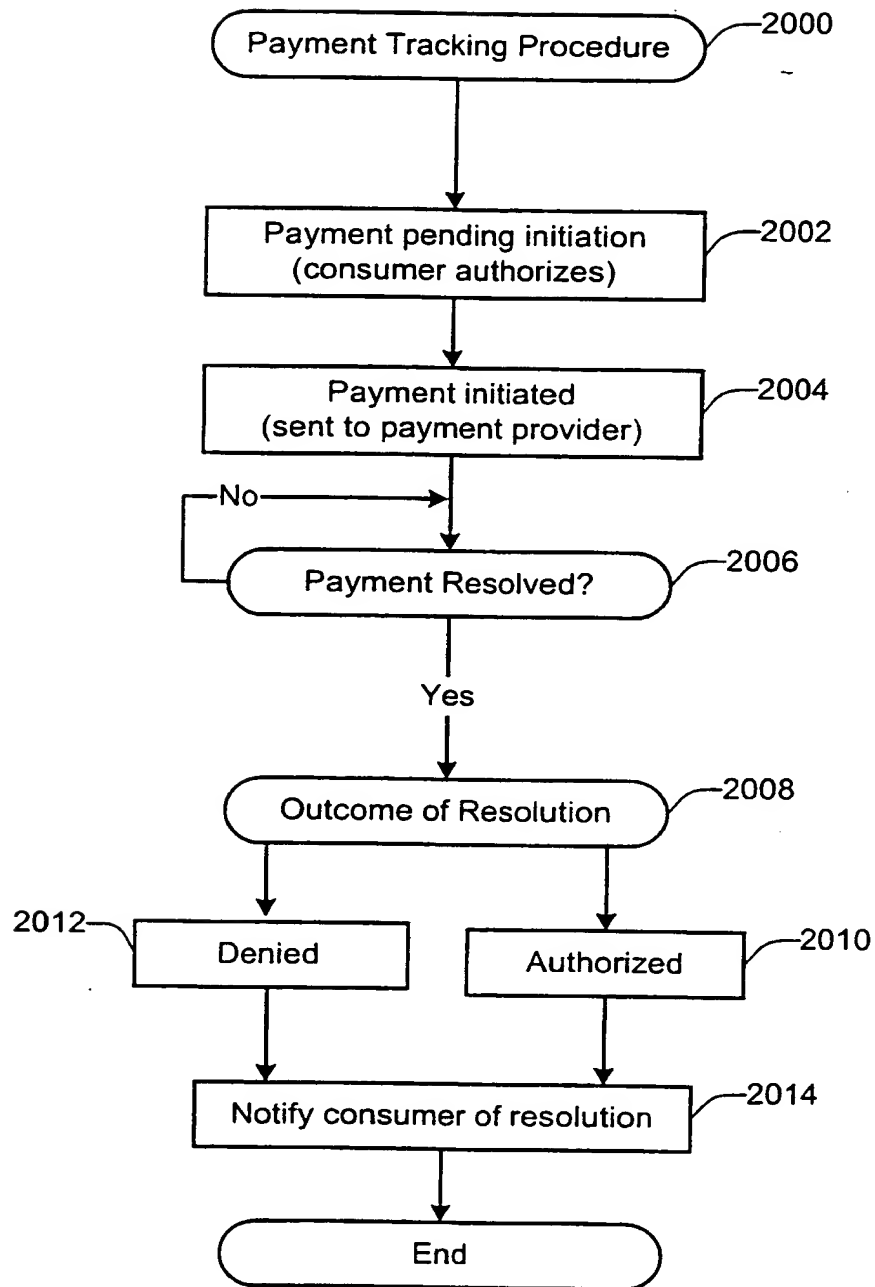 Payment Tracking Procedure
2000
Payment pending initiation
(consumer authorizes)
2002
Payment initiated
(sent to payment provider)
2004
No
Payment Resolved?
2006
Yes
Outcome of Resolution
2008
2012
Denied
Authorized
2010
Notify consumer of resolution
2014
End